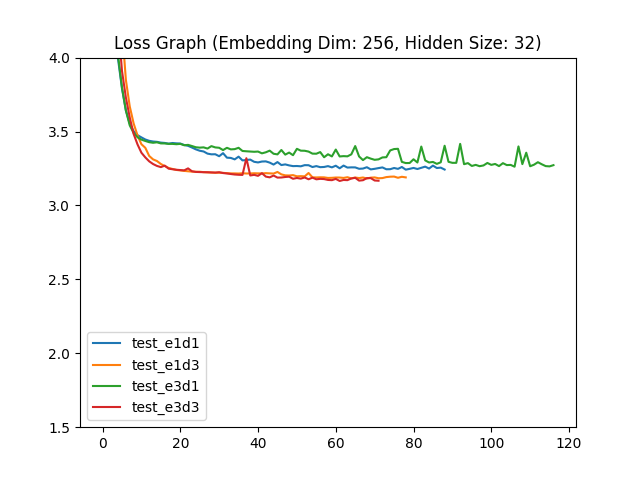 Loss Graph (Embedding Dim: 256, Hidden Size: 32)
4.0
3.5
3.0
2.5
2.0
1.5
test_e1d1
test_e1d3
test_e3d1
test_e3d3
0 20 40 60 80 100 120